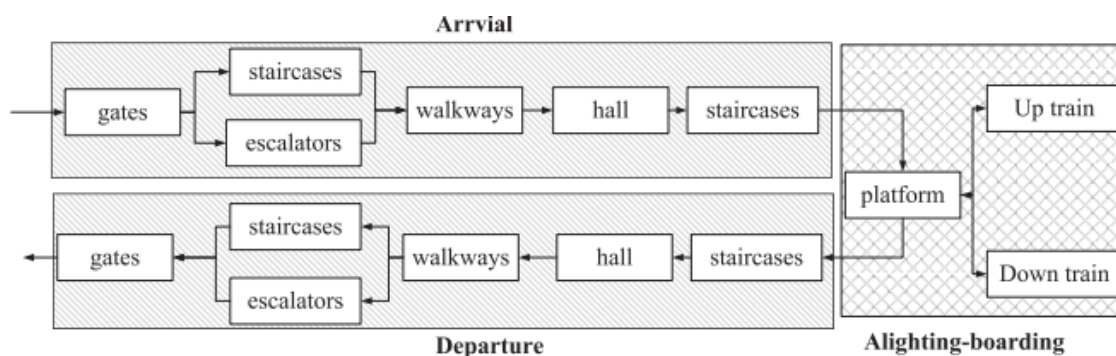 Arrvial
staircases
gates
walkways
hall
staircases
escalators
Up train
platform
staircases
gates
walkways
hall
staircases
escalators
Down train
Departure
Alighting-boarding